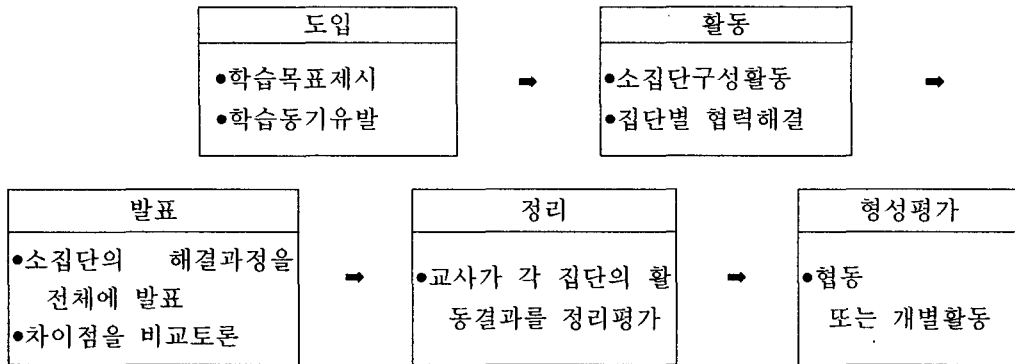 도입
●학습목표제시
●학습동기유발
➡
활동
●소집단구성활동
●집단별 협력해결
➡
발표
●소집단의 해결과정을
전체에 발표
●차이점을 비교토론
➡
정리
●교사가 각 집단의 활
동결과를 정리평가
➡
형성평가
●협동
또는 개별활동